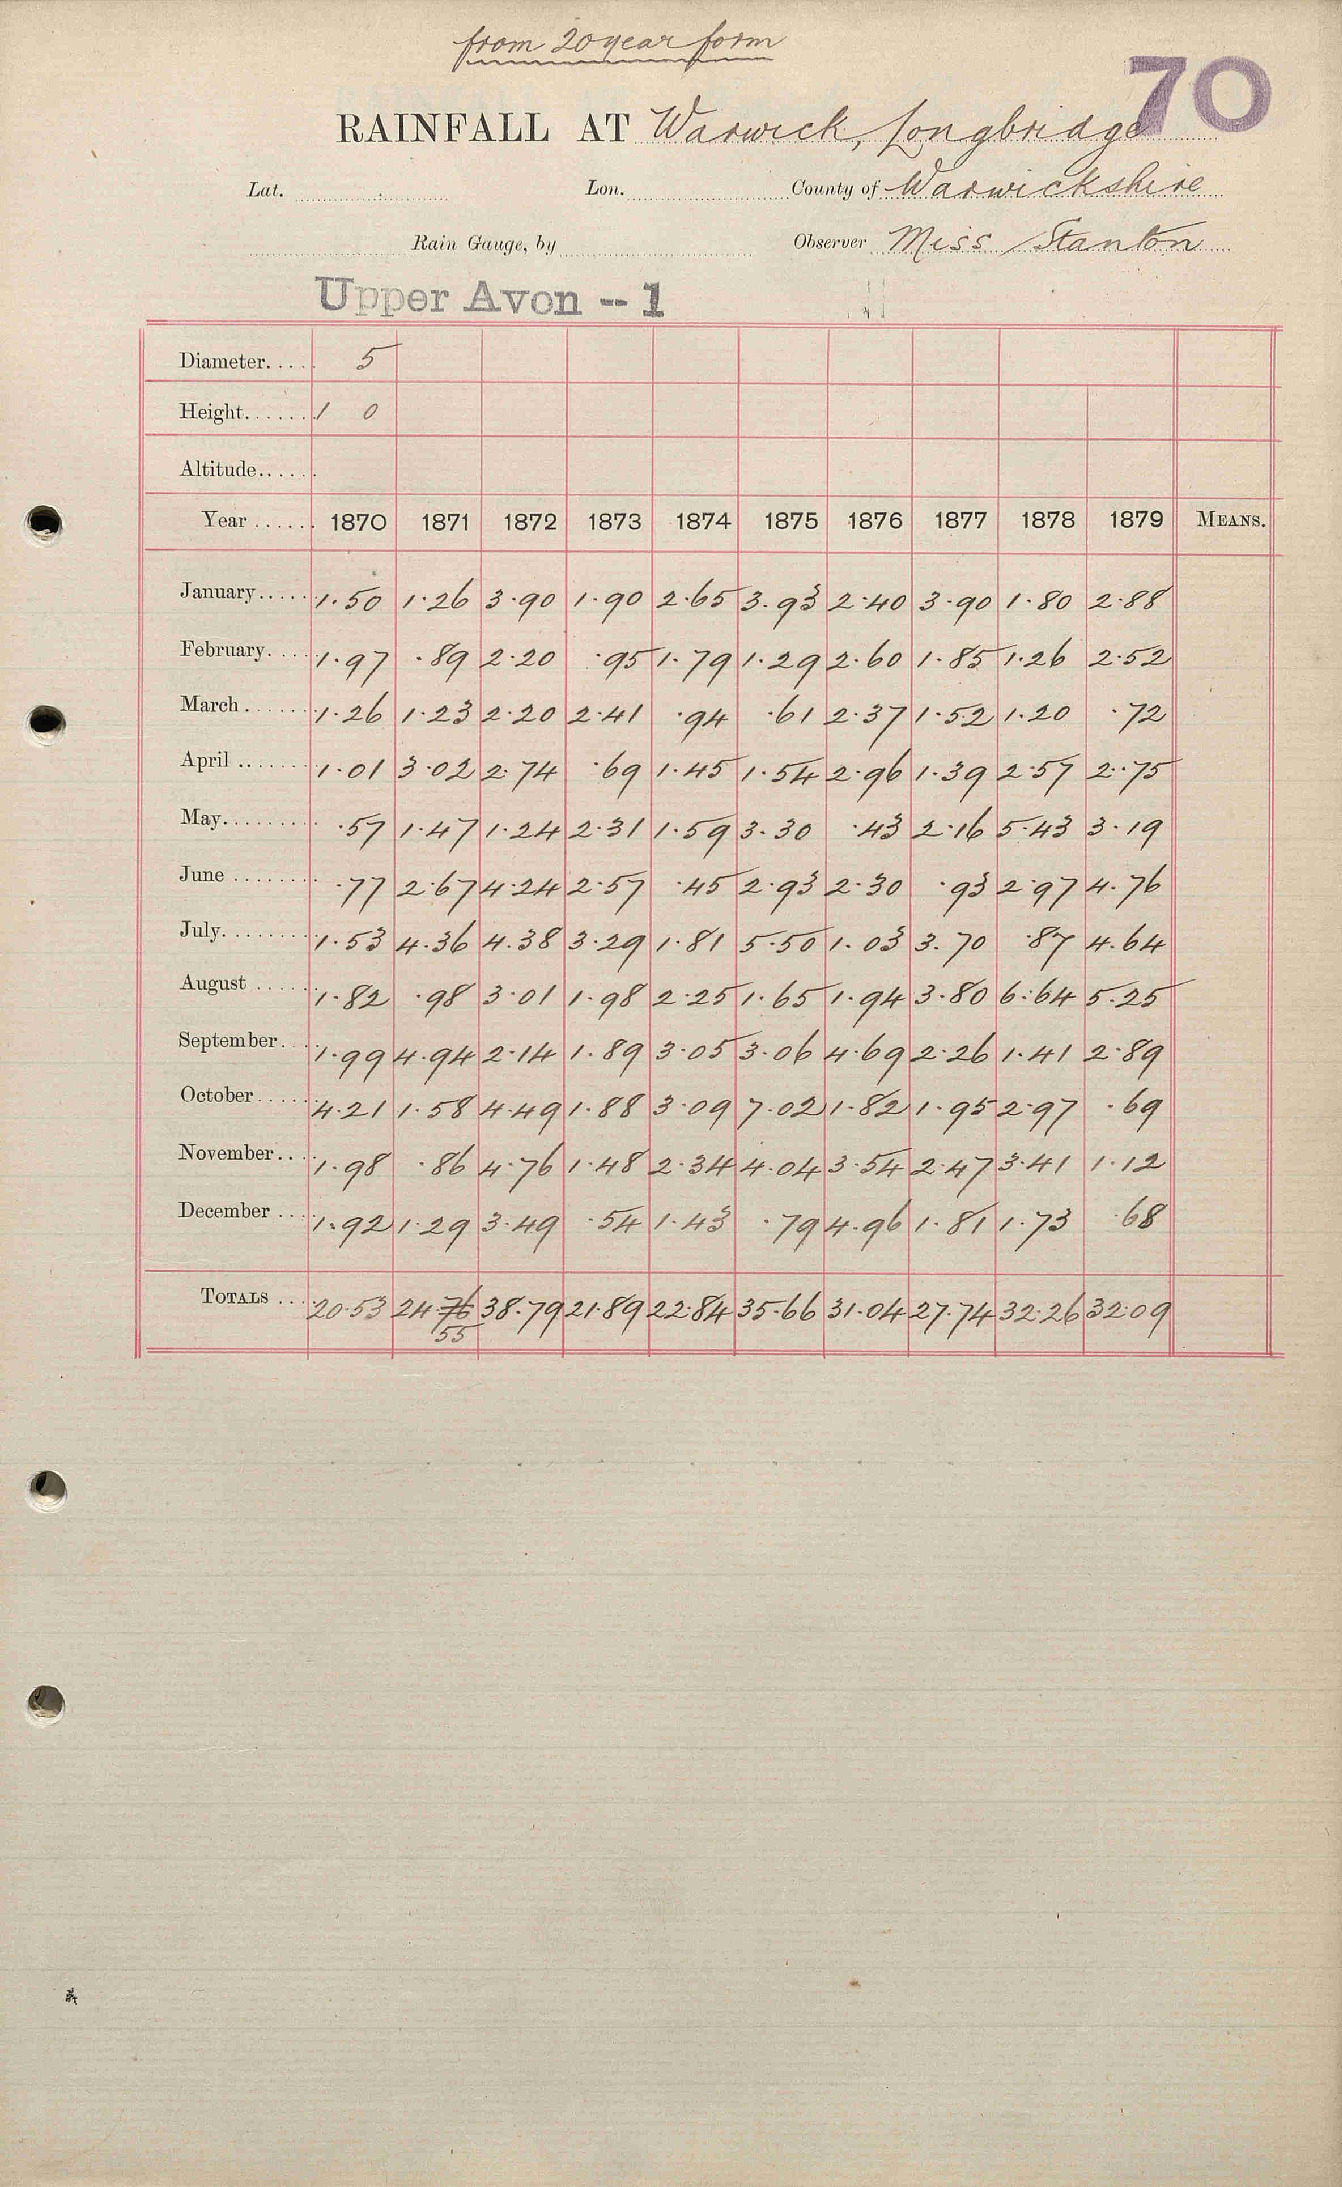 from 20 year form
70
RAINFALL AT Warwick, Longbridge
Lat. Lon. County of Warwickshire
Rain Gauge, by Observer Miss Stanton
Upper Avon -- 1
Diameter..... 5
Height....... 1 0
Altitude......
Year ...... 1870 1871 1872 1873 1874 1875 1876 1877 1878 1879 MEANS.
January..... 1.50 1.26 3.90 1.90 2.65 3.93 2.40 3.90 1.80 2.88
February.... 1.97 .89 2.20 .95 1.79 1.29 2.60 1.85 1.26 2.52
March....... 1.26 1.23 2.20 2.41 .94 .61 2.37 1.52 1.20 .72
April ....... 1.01 3.02 2.74 .69 1.45 1.54 2.96 1.39 2.57 2.75
May......... .57 1.47 1.24 2.31 1.59 3.30 .43 2.16 5.43 3.19
June ........ .77 2.67 4.24 2.57 .45 2.93 2.30 .93 2.97 4.76
July......... 1.53 4.36 4.38 3.29 1.81 5.50 1.03 3.70 .87 4.64
August ...... 1.82 .98 3.01 1.98 2.25 1.65 1.94 3.80 6.64 5.25
September... 1.99 4.94 2.14 1.89 3.05 3.06 4.69 2.26 1.41 2.89
October...... 4.21 1.58 4.49 1.88 3.09 7.02 1.82 1.95 2.97 .69
November.... 1.98 .86 4.76 1.48 2.34 4.04 3.54 2.47 3.41 1.12
December .... 1.92 1.29 3.49 .54 1.43 .79 4.96 1.81 1.73 .68
TOTALS ... 20.53 24.76 38.79 21.89 22.84 35.66 31.04 27.74 32.26 32.09
55